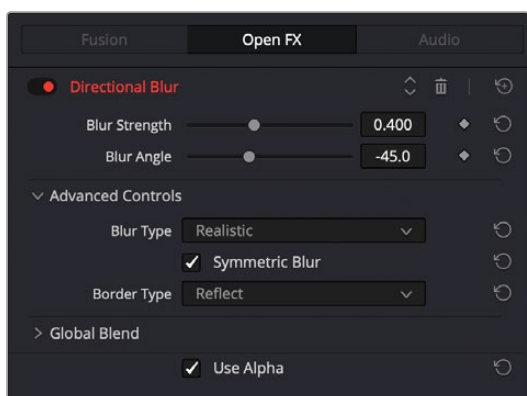 Fusion Open FX Audio
Directional Blur
Blur Strength 0.400
Blur Angle -45.0
Advanced Controls
Blur Type Realistic
Symmetric Blur
Border Type Reflect
Global Blend
Use Alpha